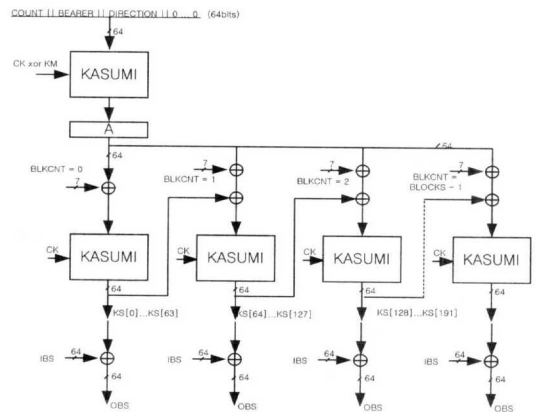 COUNT || BEARER || DIRECTION || 0 ... 0 (64bits)
64
CK xor KM
KASUMI
A
64
64
BLKCNT = 0
7
7
BLKCNT = 1
7
BLKCNT = 2
7
BLKCNT =
BLOCKS - 1
CK
KASUMI
CK
KASUMI
CK
KASUMI
CK
KASUMI
64
64
64
64
KS[0]...KS[63]
KS[64]...KS[127]
KS[128]...KS[191]
IBS
64
IBS
64
IBS
64
IBS
64
64
64
64
64
OBS
OBS
OBS
OBS